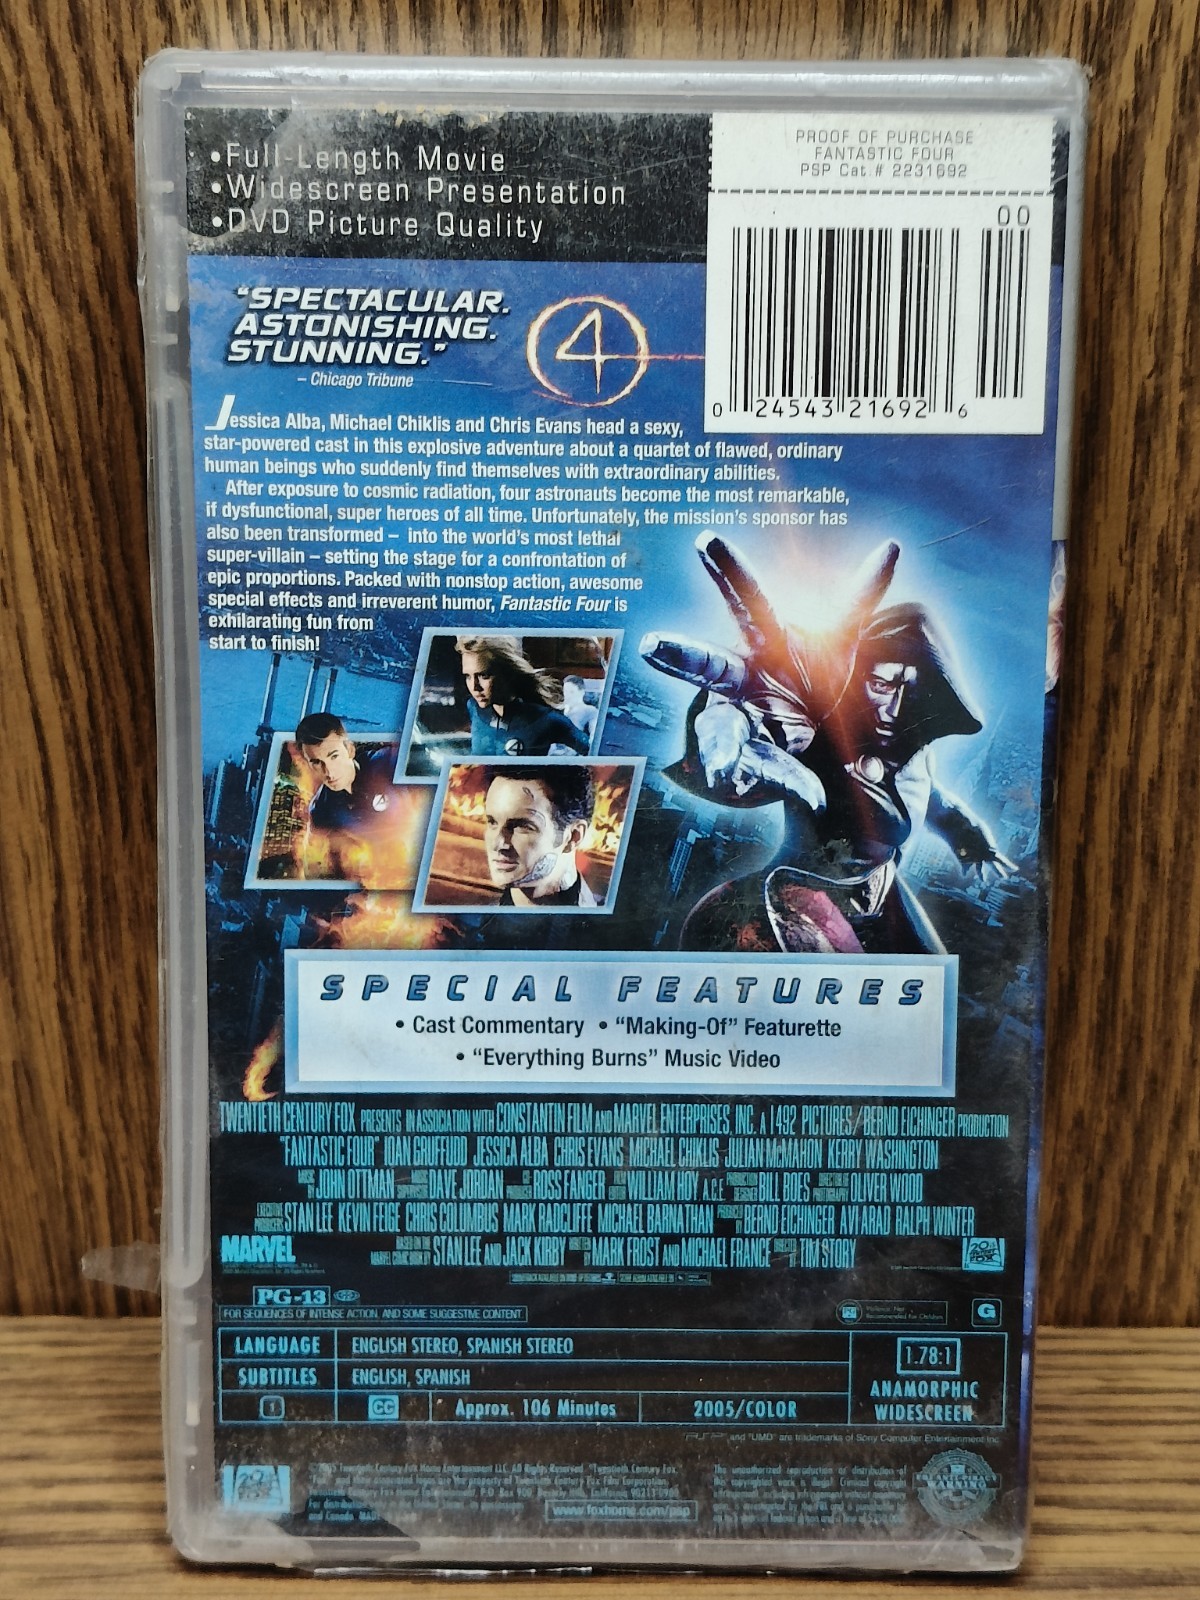 •Full-Length Movie
•Widescreen Presentation
•DVD Picture Quality
PROOF OF PURCHASE
FANTASTIC FOUR
PSP Cat.# 2231692
00
0 24543 21692 6
"SPECTACULAR.
ASTONISHING.
STUNNING."
– Chicago Tribune
4
Jessica Alba, Michael Chiklis and Chris Evans head a sexy,
star-powered cast in this explosive adventure about a quartet of flawed, ordinary
human beings who suddenly find themselves with extraordinary abilities.
After exposure to cosmic radiation, four astronauts become the most remarkable,
if dysfunctional, super heroes of all time. Unfortunately, the mission's sponsor has
also been transformed – into the world's most lethal
super-villain – setting the stage for a confrontation of
epic proportions. Packed with nonstop action, awesome
special effects and irreverent humor, Fantastic Four is
exhilarating fun from
start to finish!
SPECIAL FEATURES
• Cast Commentary • "Making-Of" Featurette
• "Everything Burns" Music Video
TWENTIETH CENTURY FOX PRESENTS IN ASSOCIATION WITH CONSTANTIN FILM AND MARVEL ENTERPRISES, INC. A 1492 PICTURES/BERND EICHINGER PRODUCTION
"FANTASTIC FOUR" IOAN GRUFFUDD JESSICA ALBA CHRIS EVANS MICHAEL CHIKLIS JULIAN McMAHON KERRY WASHINGTON
JOHN OTTMAN DAVE JORDAN ROSS FANGER WILLIAM HOY A.C.E. BILL BOES OLIVER WOOD
STAN LEE KEVIN FEIGE CHRIS COLUMBUS MARK RADCLIFFE MICHAEL BARNATHAN BERND EICHINGER AVI ARAD RALPH WINTER
MARVEL STAN LEE AND JACK KIRBY MARK FROST AND MICHAEL FRANCE TIM STORY
PG-13
FOR SEQUENCES OF INTENSE ACTION, AND SOME SUGGESTIVE CONTENT
G
LANGUAGE ENGLISH STEREO, SPANISH STEREO
SUBTITLES ENGLISH, SPANISH
1 CC Approx. 106 Minutes 2005/COLOR
1.78:1
ANAMORPHIC
WIDESCREEN
"PSP" and "UMD" are trademarks of Sony Computer Entertainment Inc.
www.foxhome.com/psp